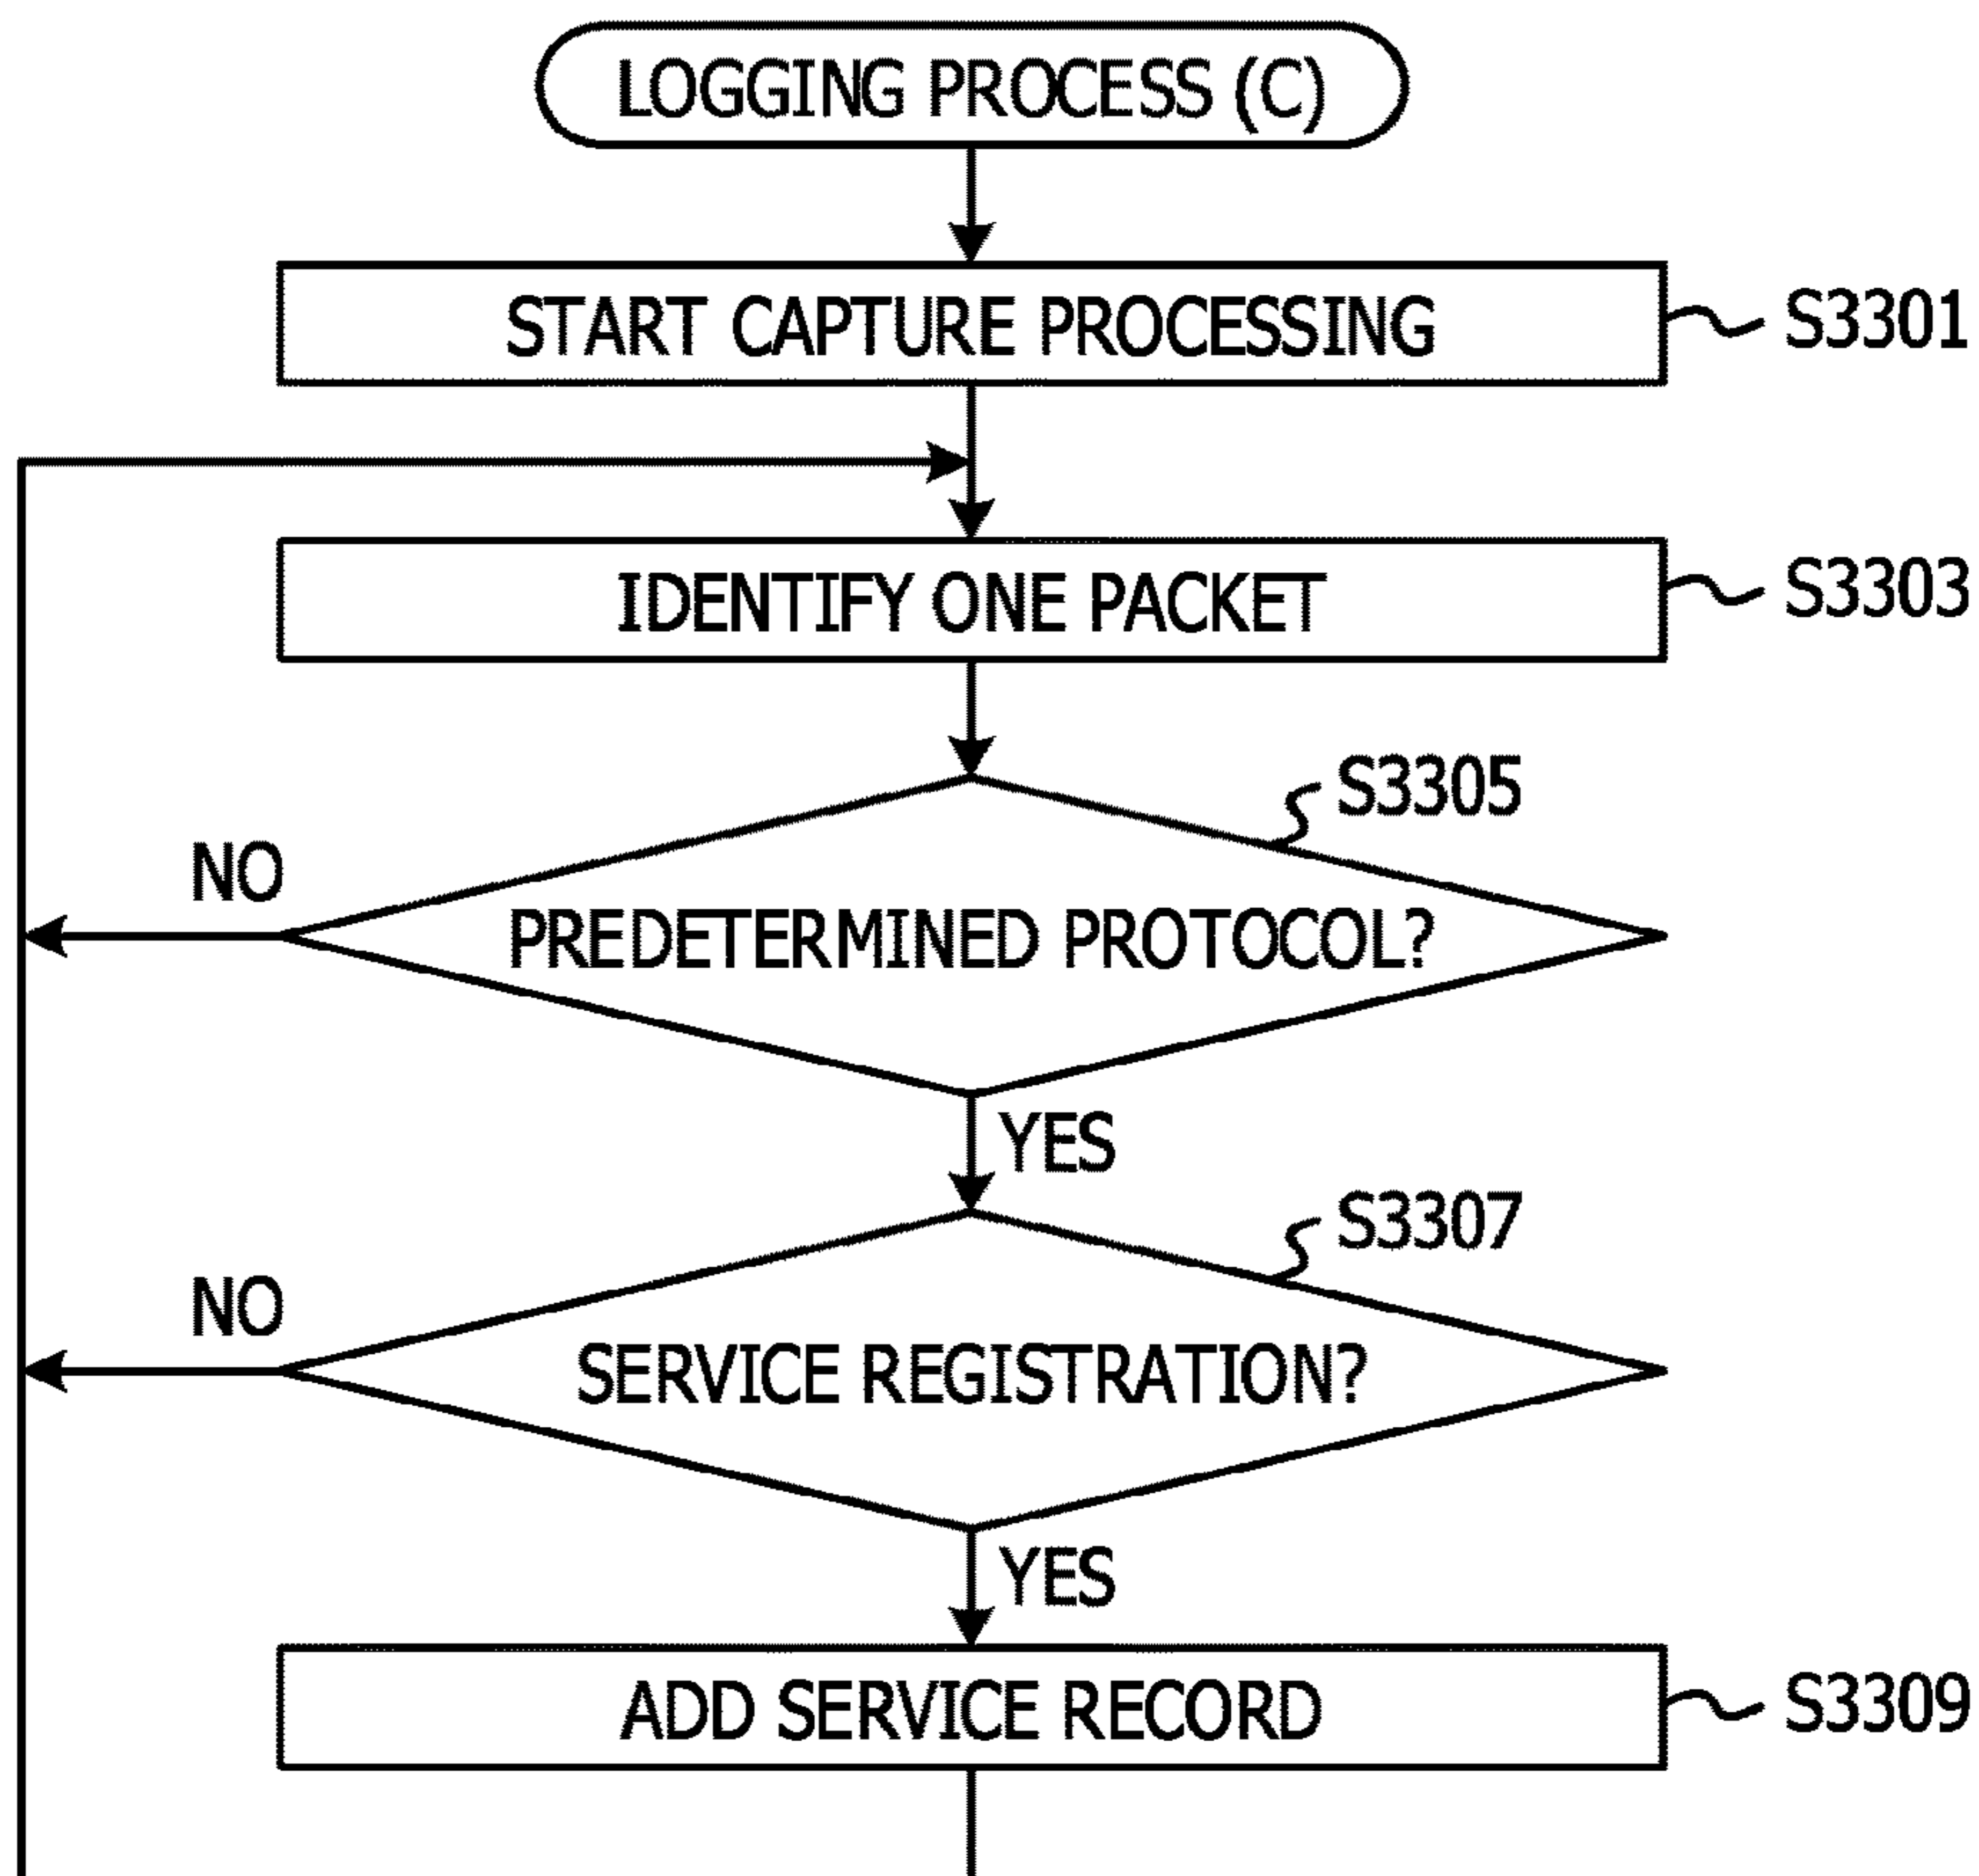 LOGGING PROCESS (C)
START CAPTURE PROCESSING
S3301
IDENTIFY ONE PACKET
S3303
S3305
NO
PREDETERMINED PROTOCOL?
YES
S3307
NO
SERVICE REGISTRATION?
YES
ADD SERVICE RECORD
S3309